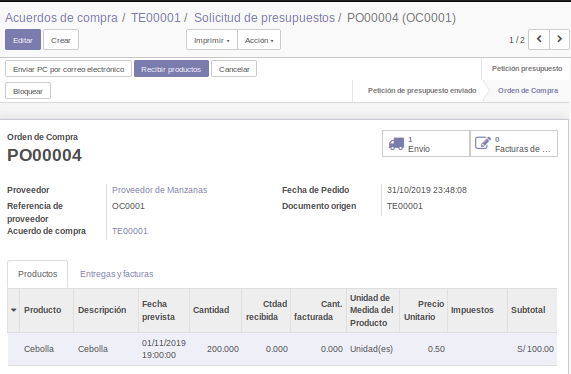 Acuerdos de compra / TE00001 / Solicitud de presupuestos / PO00004 (OC0001)
Editar Crear Imprimir Acción 1 / 2
Enviar PC por correo electrónico Recibir productos Cancelar Petición presupuesto
Bloquear Petición de presupuesto enviado Orden de Compra
Orden de Compra
PO00004
1 Envío
0 Facturas de ...
Proveedor Proveedor de Manzanas Fecha de Pedido 31/10/2019 23:48:08
Referencia de proveedor OC0001 Documento origen TE00001
Acuerdo de compra TE00001
Productos Entregas y facturas
Producto Descripción Fecha prevista Cantidad Ctdad recibida Cant. facturada Unidad de Medida del Producto Precio Unitario Impuestos Subtotal
Cebolla Cebolla 01/11/2019 19:00:00 200.000 0.000 0.000 Unidad(es) 0.50 S/ 100.00